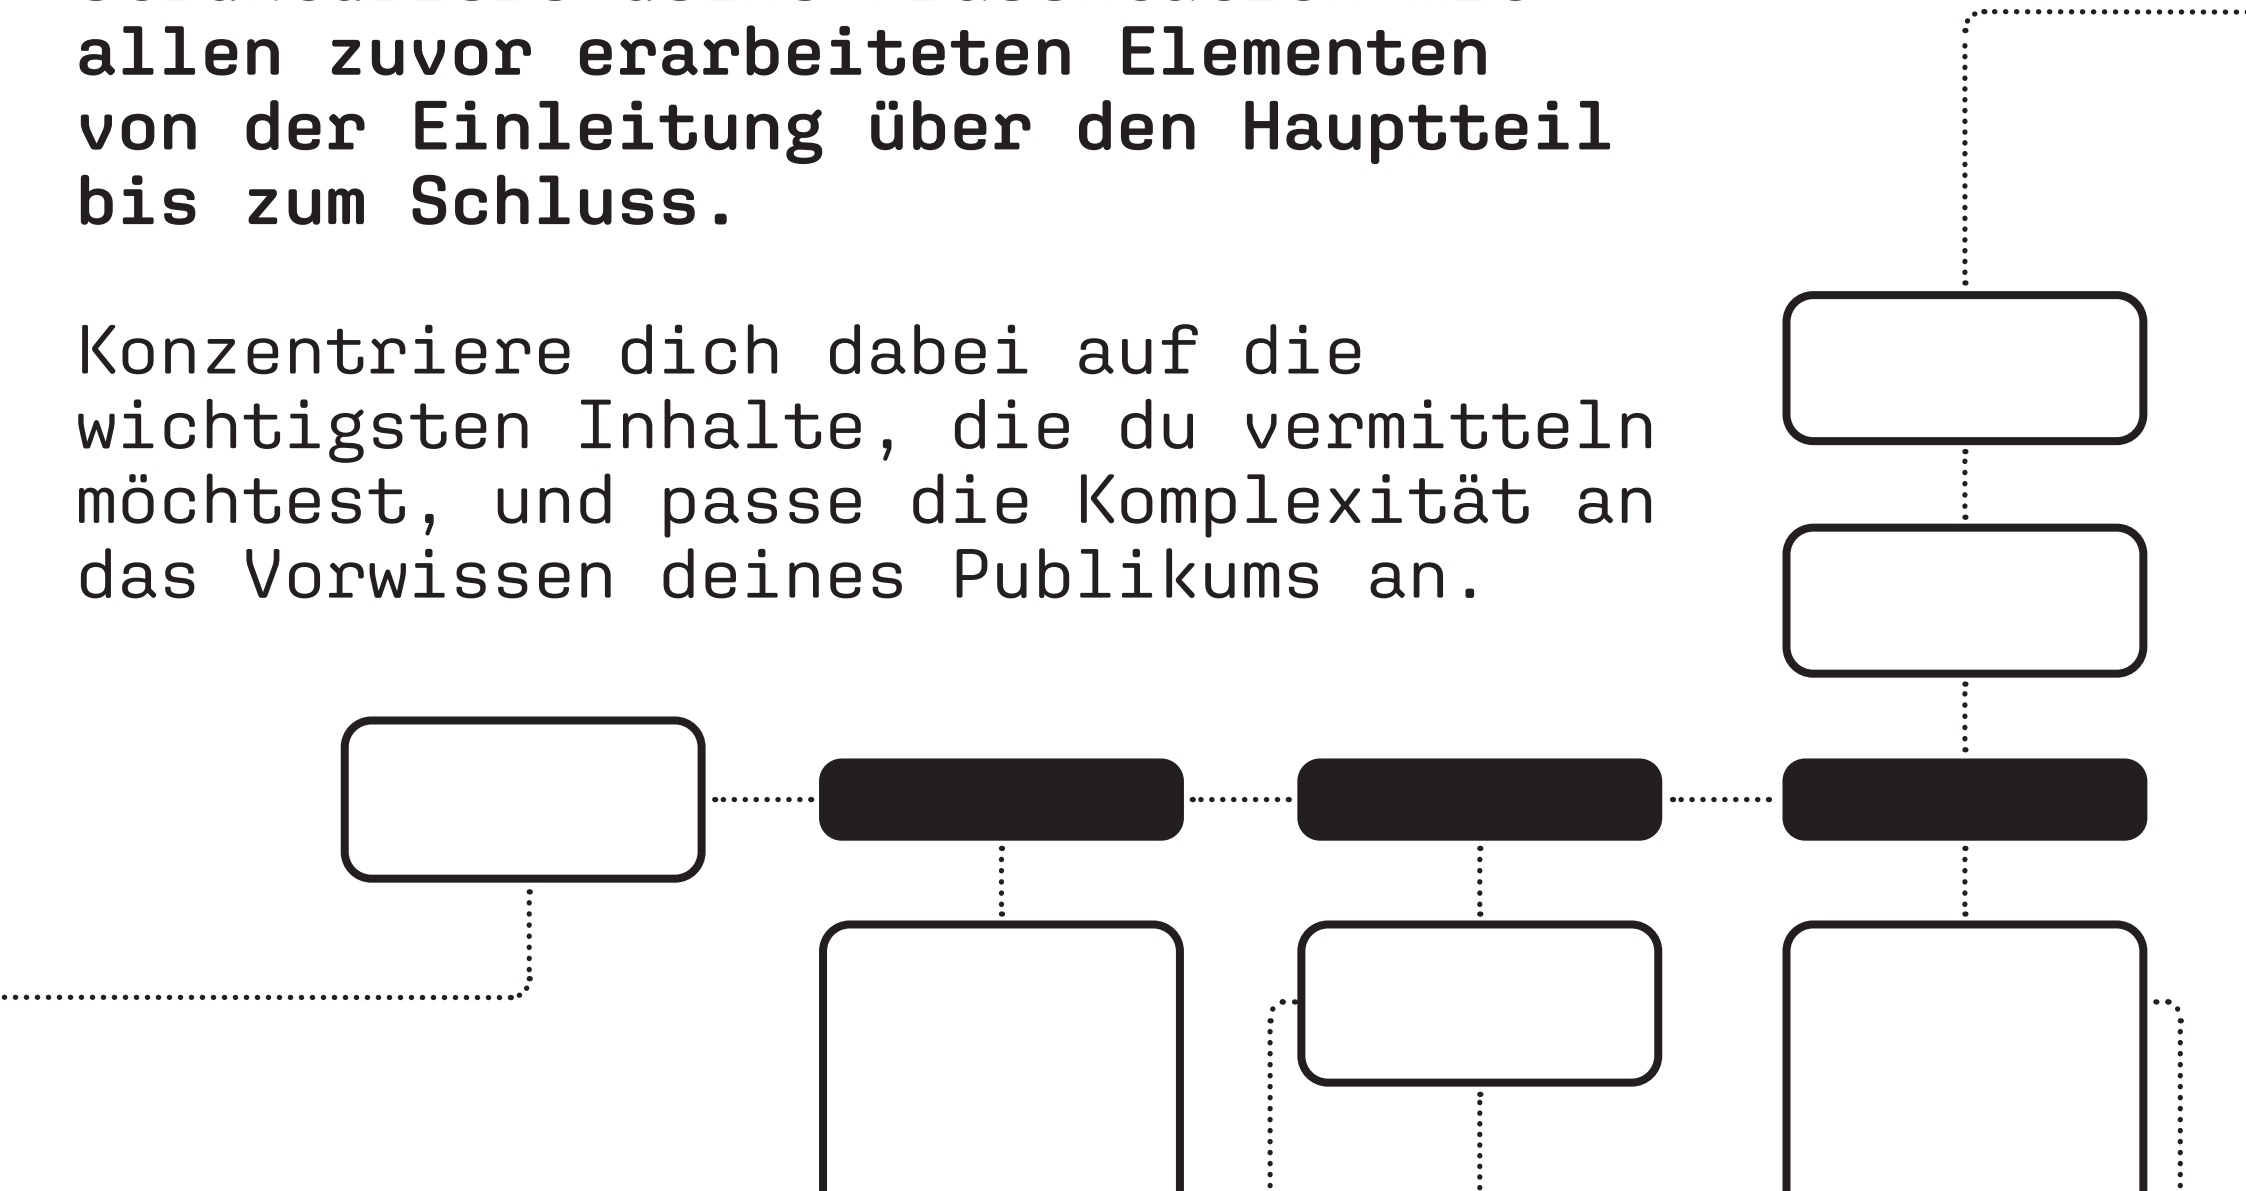 allen zuvor erarbeiteten Elementen
von der Einleitung über den Hauptteil
bis zum Schluss.
Konzentriere dich dabei auf die
wichtigsten Inhalte, die du vermitteln
möchtest, und passe die Komplexität an
das Vorwissen deines Publikums an.